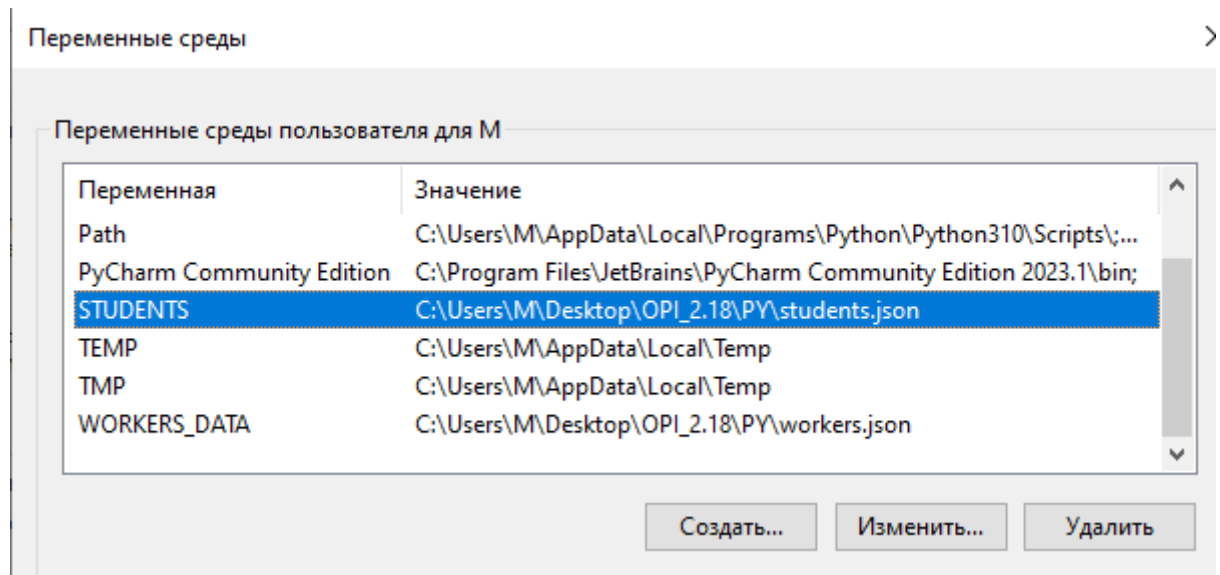 Переменные среды
Переменные среды пользователя для M
Переменная Значение
Path C:\Users\M\AppData\Local\Programs\Python\Python310\Scripts\;...
PyCharm Community Edition C:\Program Files\JetBrains\PyCharm Community Edition 2023.1\bin;
STUDENTS C:\Users\M\Desktop\OPI_2.18\PY\students.json
TEMP C:\Users\M\AppData\Local\Temp
TMP C:\Users\M\AppData\Local\Temp
WORKERS_DATA C:\Users\M\Desktop\OPI_2.18\PY\workers.json
Создать... Изменить... Удалить